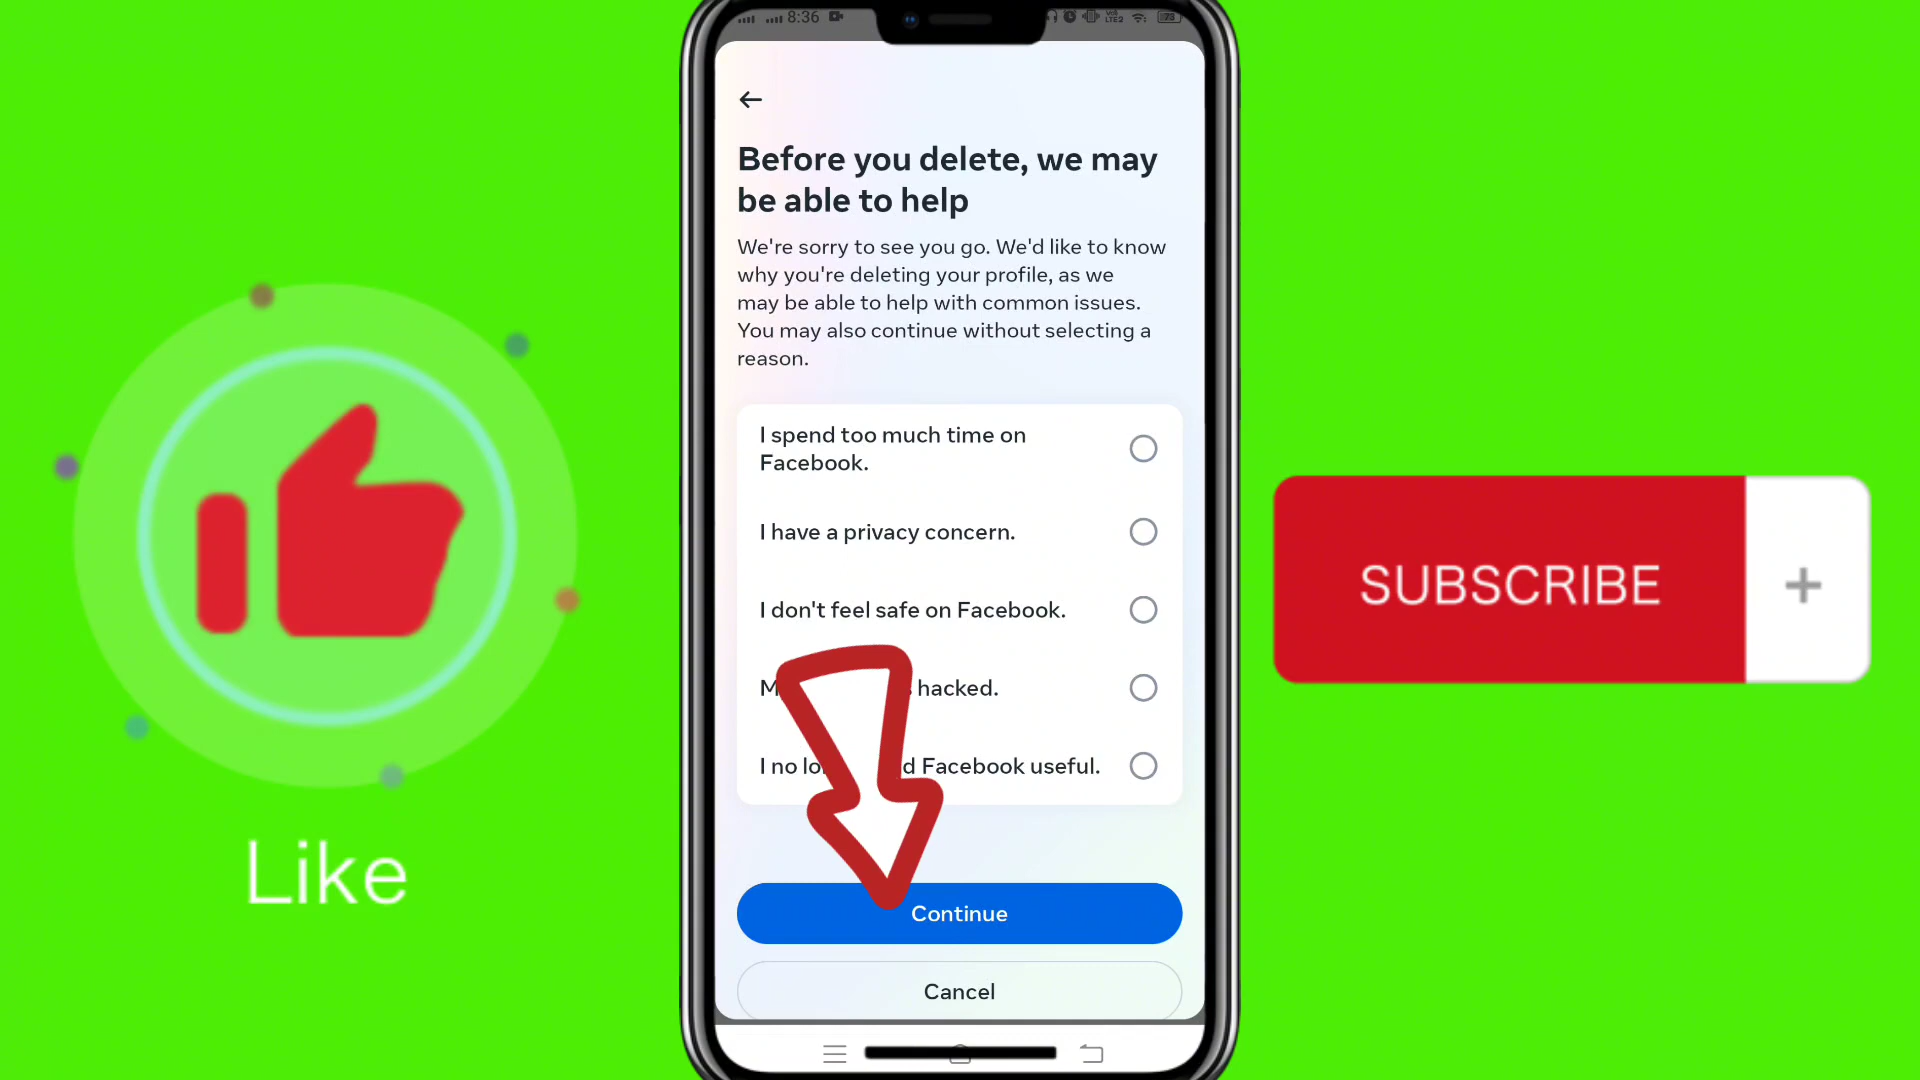 8:36
VoI
LTE2
73
Before you delete, we may
be able to help
We're sorry to see you go. We'd like to know
why you're deleting your profile, as we
may be able to help with common issues.
You may also continue without selecting a
reason.
I spend too much time on
Facebook.
I have a privacy concern.
I don't feel safe on Facebook.
hacked.
I no Facebook useful.
Continue
Cancel
Like
SUBSCRIBE
+